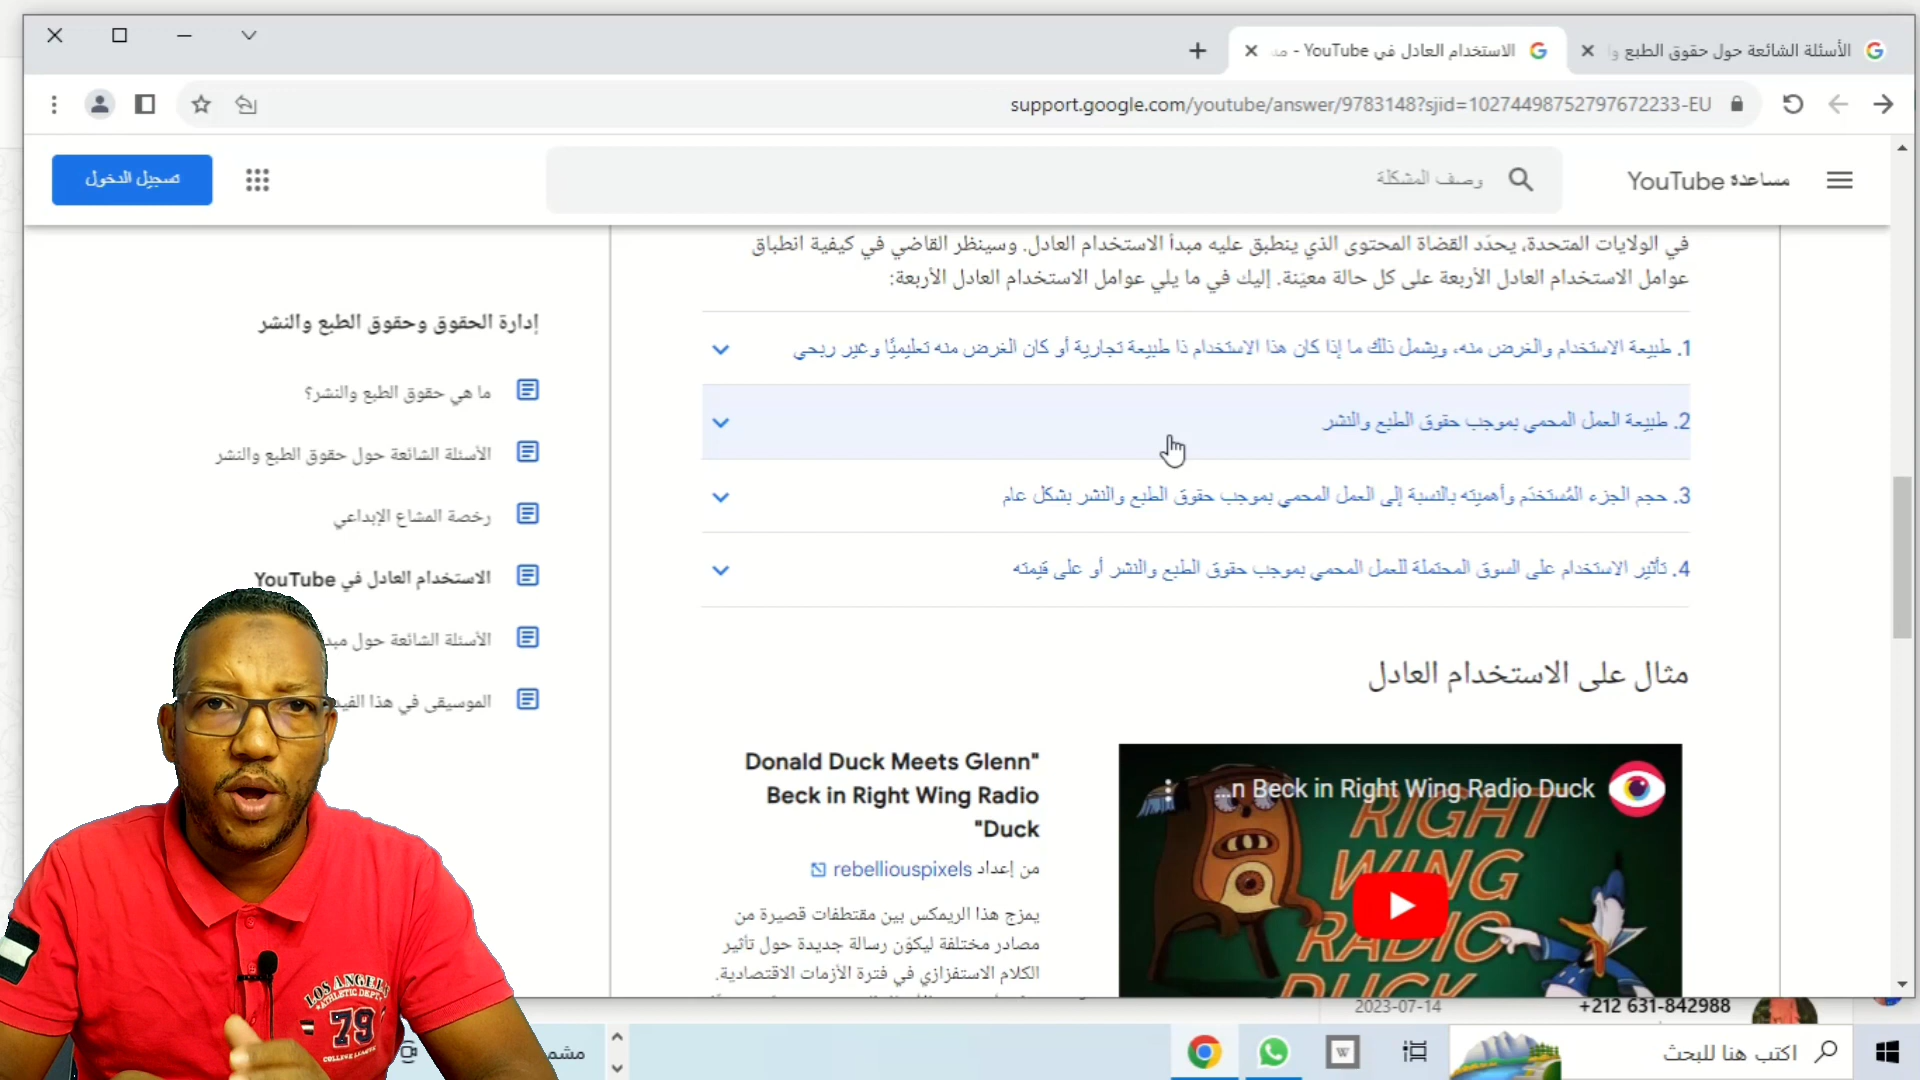 الأسئلة الشائعة حول حقوق الطبع و
الاستخدام العادل في YouTube - مـ
support.google.com/youtube/answer/9783148?sjid=10274498752797672233-EU
مساعدة YouTube
وصف المشكلة
تسجيل الدخول
في الولايات المتحدة، يحدّد القضاة المحتوى الذي ينطبق عليه مبدأ الاستخدام العادل. وسينظر القاضي في كيفية انطباق
عوامل الاستخدام العادل الأربعة على كل حالة معيّنة. إليك في ما يلي عوامل الاستخدام العادل الأربعة:
1. طبيعة الاستخدام والغرض منه، ويشمل ذلك ما إذا كان هذا الاستخدام ذا طبيعة تجارية أو كان الغرض منه تعليميًا وغير ربحي
2. طبيعة العمل المحمي بموجب حقوق الطبع والنشر
3. حجم الجزء المُستخدَم وأهميته بالنسبة إلى العمل المحمي بموجب حقوق الطبع والنشر بشكل عام
4. تأثير الاستخدام على السوق المحتملة للعمل المحمي بموجب حقوق الطبع والنشر أو على قيمته
مثال على الاستخدام العادل
...n Beck in Right Wing Radio Duck
RIGHT
WING
RADIO
DUCK
Donald Duck Meets Glenn"
Beck in Right Wing Radio
"Duck
من إعداد rebelliouspixels
يمزج هذا الريمكس بين مقتطفات قصيرة من
مصادر مختلفة ليكوّن رسالة جديدة حول تأثير
الكلام الاستفزازي في فترة الأزمات الاقتصادية.
إدارة الحقوق وحقوق الطبع والنشر
ما هي حقوق الطبع والنشر؟
الأسئلة الشائعة حول حقوق الطبع والنشر
رخصة المشاع الإبداعي
الاستخدام العادل في YouTube
الأسئلة الشائعة حول مبد
الموسيقى في هذا الفيد
LOS ANGELES
ATHLETIC DEPT
79
COLLEGE LEAGUE
+212 631-842988
2023-07-14
اكتب هنا للبحث
W
مشم